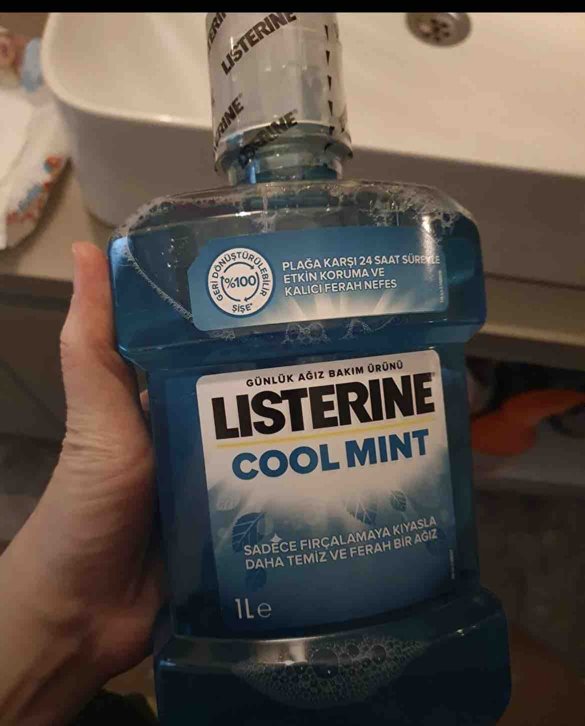 LISTERINE
LISTERINE
GERİ DÖNÜŞTÜRÜLEBİLİR
%100
ŞİŞE*
PLAĞA KARŞI 24 SAAT SÜREYLE
ETKİN KORUMA VE
KALICI FERAH NEFES
GÜNLÜK AĞIZ BAKIM ÜRÜNÜ
LISTERINE®
COOL MINT
SADECE FIRÇALAMAYA KIYASLA
DAHA TEMİZ VE FERAH BİR AĞIZ
1L e